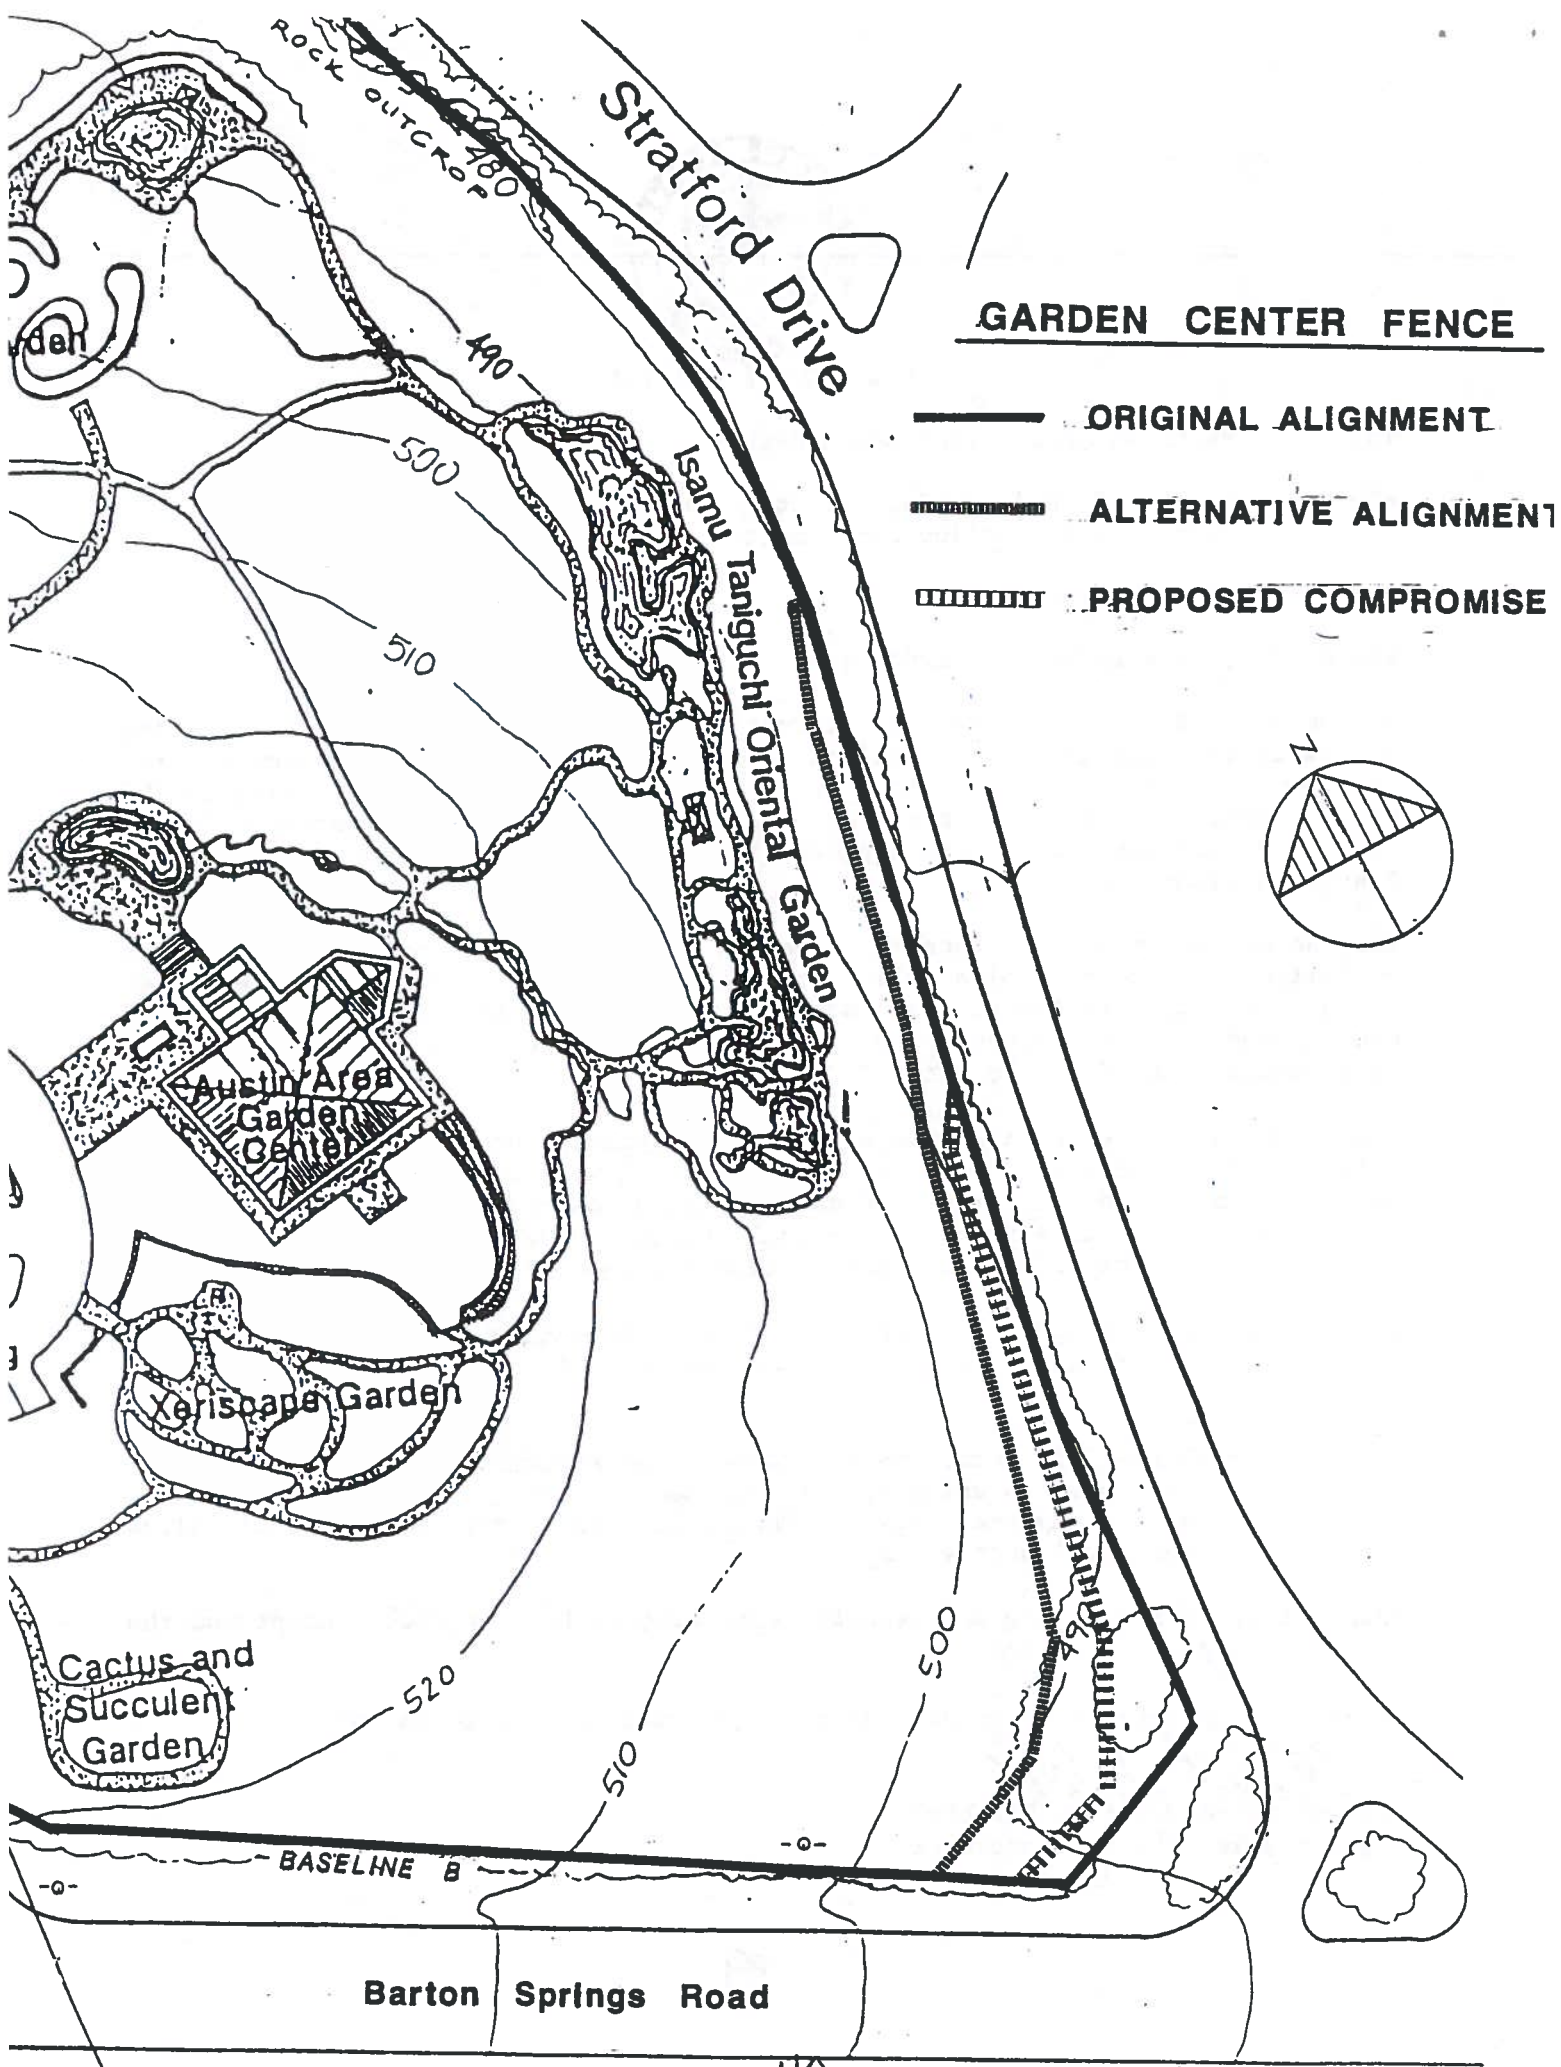 ROCK OUTCROP
480
Stratford Drive
GARDEN CENTER FENCE
ORIGINAL ALIGNMENT
ALTERNATIVE ALIGNMENT
PROPOSED COMPROMISE
N
den
490
500
510
Isamu Taniguchi Oriental Garden
Austin Area
Garden
Center
Xeriscape Garden
Cactus and
Succulent
Garden
520
510
500
490
BASELINE B
Barton Springs Road